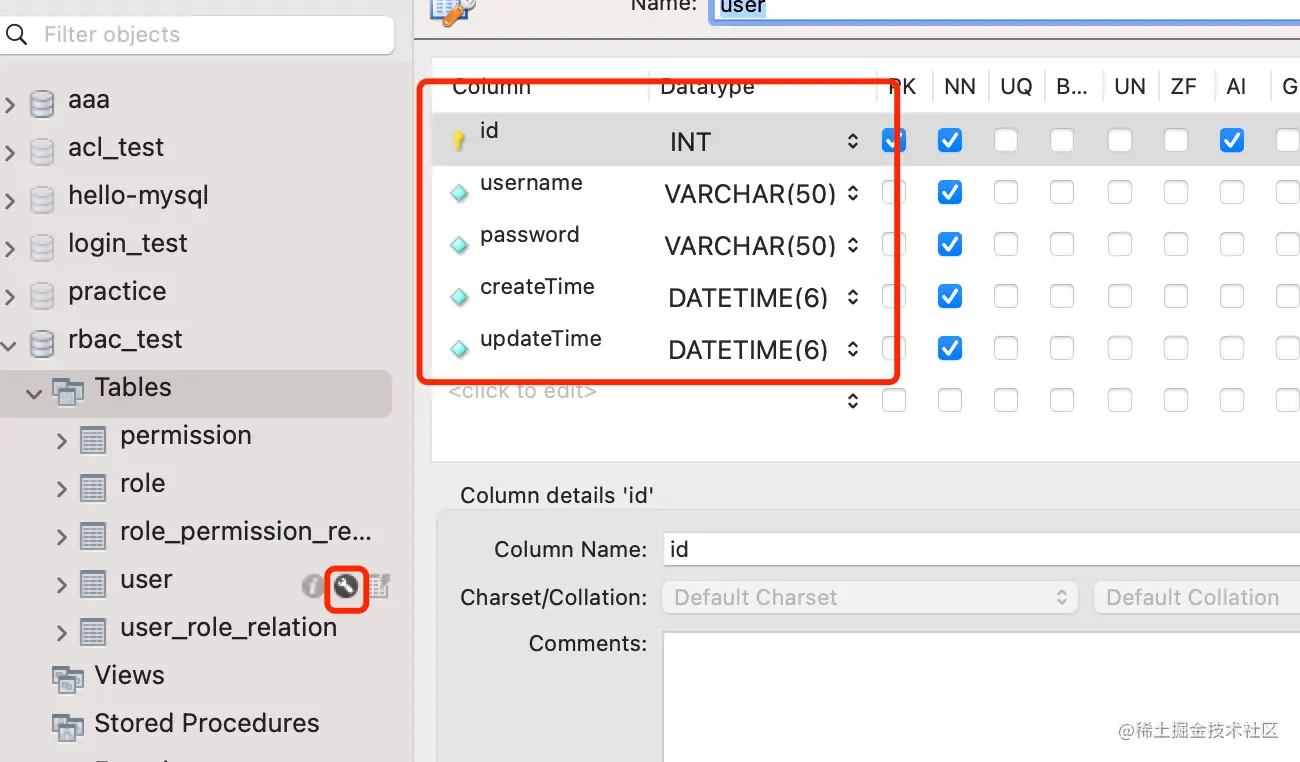 Name: user
Filter objects
aaa
acl_test
hello-mysql
login_test
practice
rbac_test
Tables
permission
role
role_permission_re...
user
user_role_relation
Views
Stored Procedures
Column Datatype PK NN UQ B... UN ZF AI G
id INT
username VARCHAR(50)
password VARCHAR(50)
createTime DATETIME(6)
updateTime DATETIME(6)
<click to edit>
Column details 'id'
Column Name: id
Charset/Collation: Default Charset Default Collation
Comments:
@稀土掘金技术社区